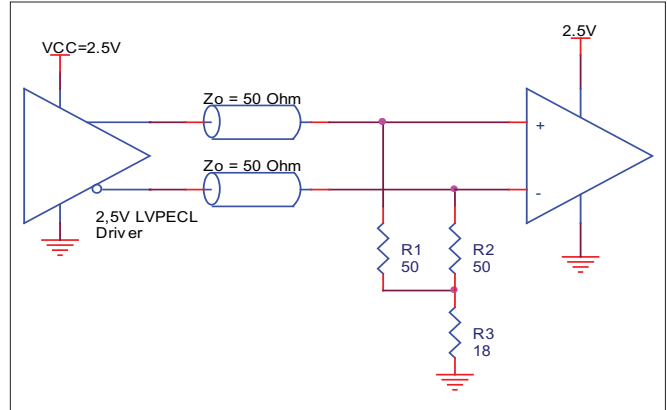 VCC=2.5V
2.5V
Zo = 50 Ohm
+
Zo = 50 Ohm
-
2,5V LVPECL
Driver
R1
50
R2
50
R3
18